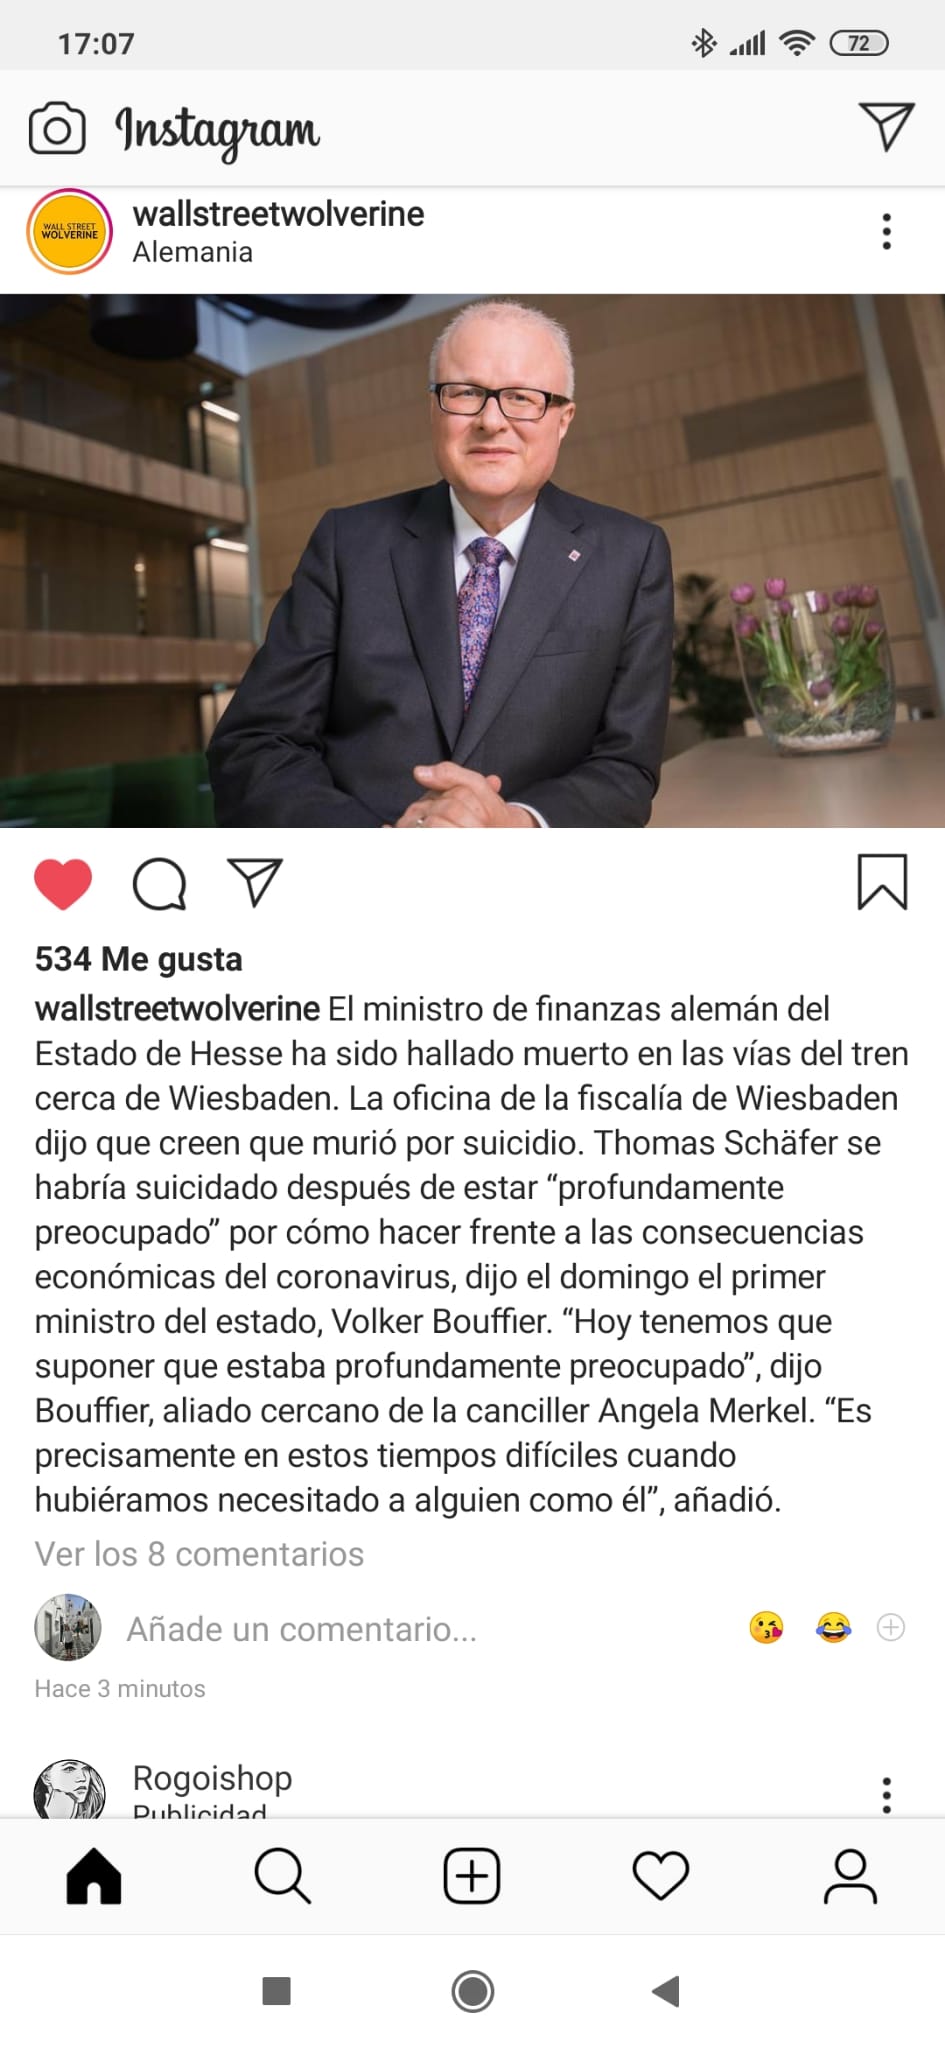 17:07
72
Instagram
wallstreetwolverine
Alemania
WALL STREET
WOLVERINE
534 Me gusta
wallstreetwolverine El ministro de finanzas alemán del
Estado de Hesse ha sido hallado muerto en las vías del tren
cerca de Wiesbaden. La oficina de la fiscalía de Wiesbaden
dijo que creen que murió por suicidio. Thomas Schäfer se
habría suicidado después de estar “profundamente
preocupado” por cómo hacer frente a las consecuencias
económicas del coronavirus, dijo el domingo el primer
ministro del estado, Volker Bouffier. “Hoy tenemos que
suponer que estaba profundamente preocupado”, dijo
Bouffier, aliado cercano de la canciller Angela Merkel. “Es
precisamente en estos tiempos difíciles cuando
hubiéramos necesitado a alguien como él”, añadió.
Ver los 8 comentarios
Añade un comentario...
Hace 3 minutos
Rogoishop
Publicidad